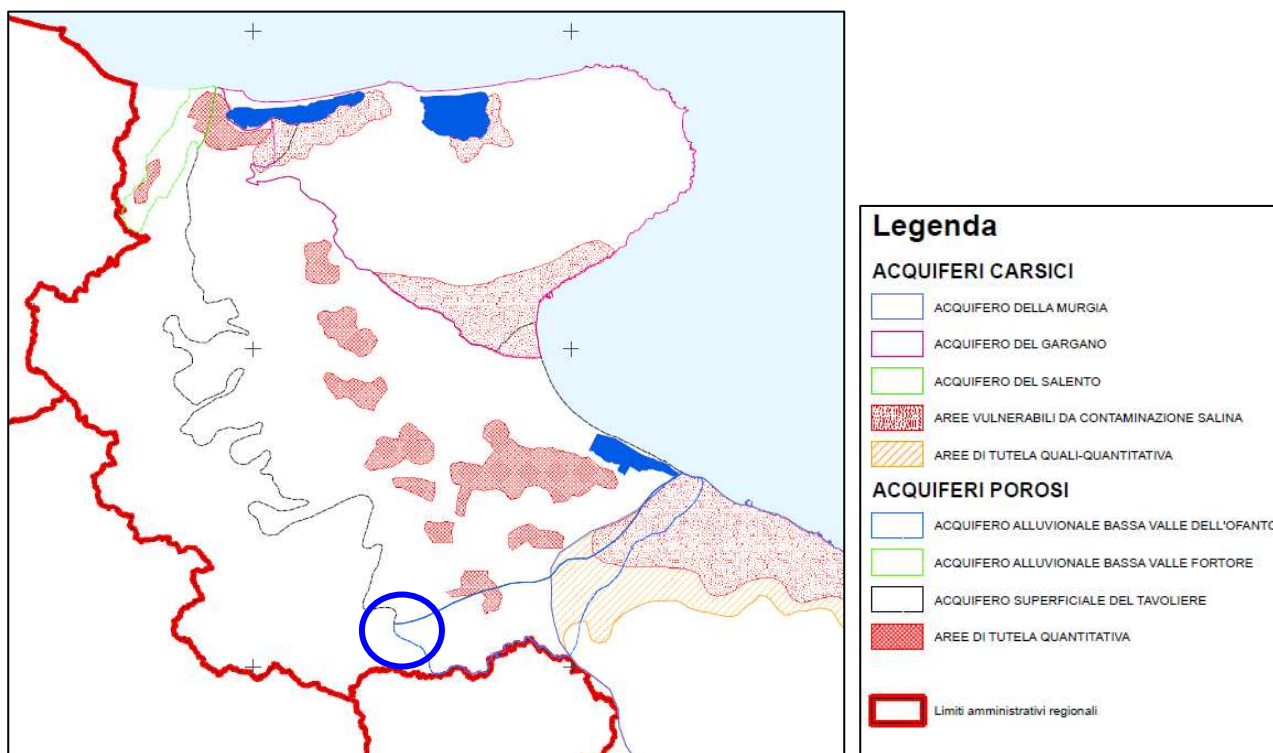 Legenda
ACQUIFERI CARSICI
ACQUIFERO DELLA MURGIA
ACQUIFERO DEL GARGANO
ACQUIFERO DEL SALENTO
AREE VULNERABILI DA CONTAMINAZIONE SALINA
AREE DI TUTELA QUALI-QUANTITATIVA
ACQUIFERI POROSI
ACQUIFERO ALLUVIONALE BASSA VALLE DELL'OFANTO
ACQUIFERO ALLUVIONALE BASSA VALLE FORTORE
ACQUIFERO SUPERFICIALE DEL TAVOLIERE
AREE DI TUTELA QUANTITATIVA
Limiti amministrativi regionali